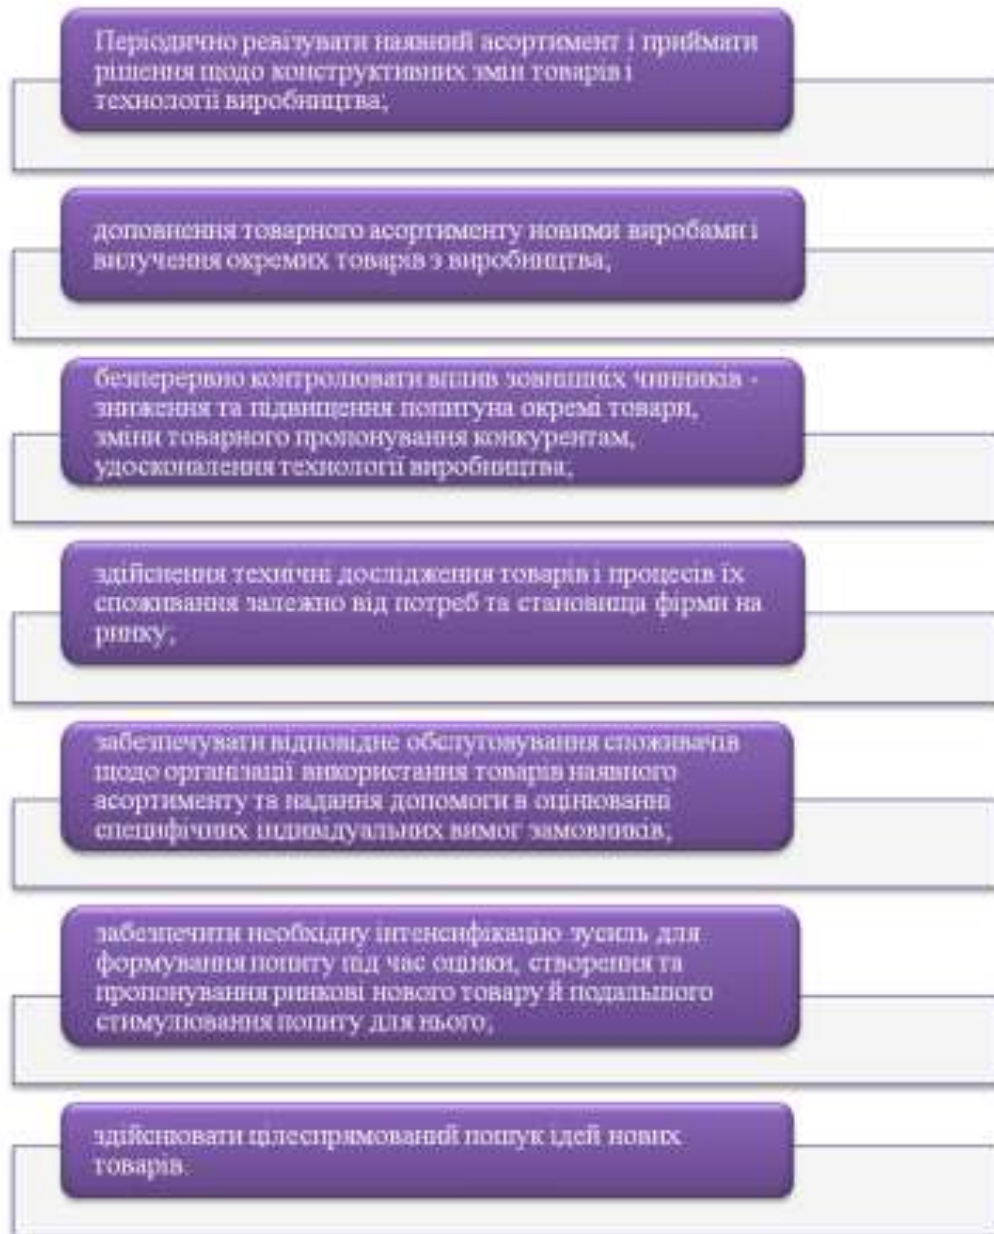 Періодично ревізувати наявний асортимент і приймати
рішення щодо конструктивних змін товарів і
технології виробництва;
доповнення товарного асортименту новими виробами і
вилучення окремих товарів з виробництва;
безперервно контролювати вплив зовнішніх чинників -
зниження та підвищення попитуна окремі товари,
зміни товарного пропонування конкурентам,
удосконалення технології виробництва;
здійснення технічні дослідження товарів і процесів їх
споживання залежно від потреб та становища фірми на
ринку;
забезпечувати відповідне обслуговування споживачів
щодо організації використання товарів наявного
асортименту та надання допомоги в оцінюванні
специфічних індивідуальних вимог замовників;
забезпечити необхідну інтенсифікацію зусиль для
формування попиту під час оцінки, створення та
пропонування ринкові нового товару й подальшого
стимулювання попиту для нього;
здійснювати цілеспрямований пошук ідей нових
товарів.